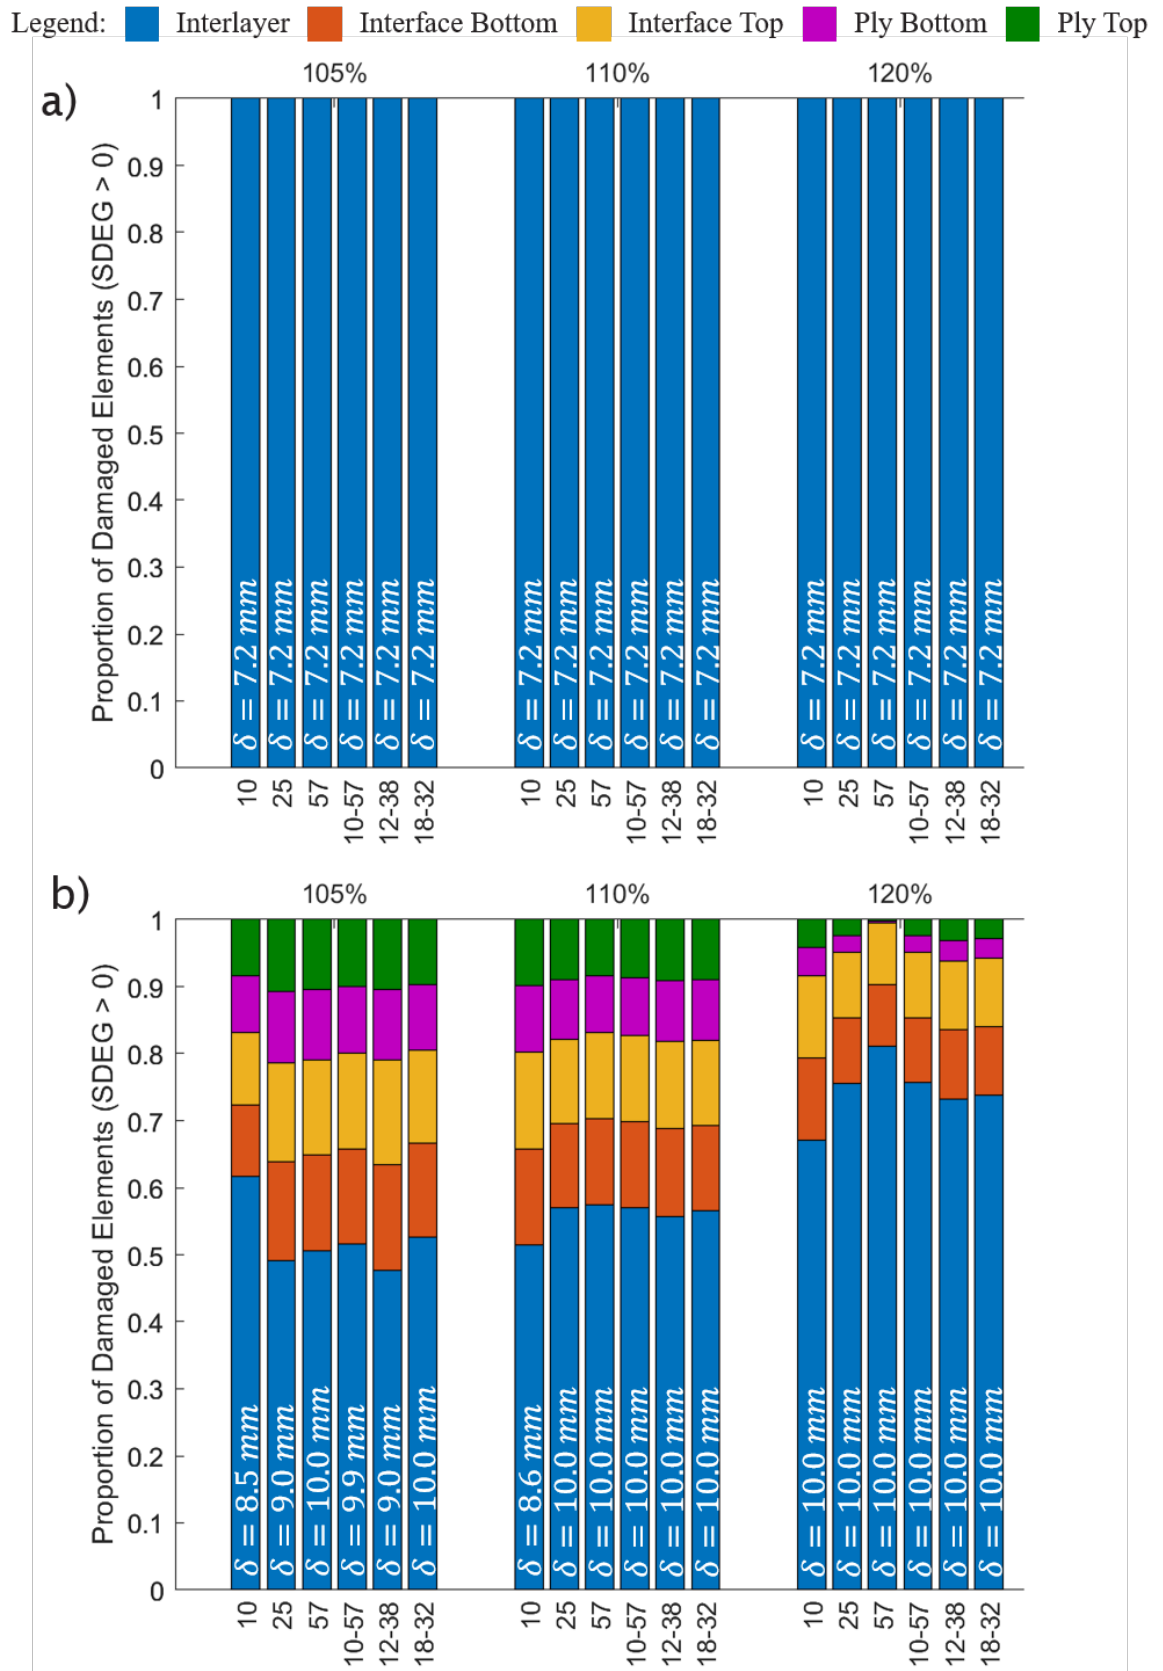 Legend: Interlayer Interface Bottom Interface Top Ply Bottom Ply Top
a)
105% 110% 120%
Proportion of Damaged Elements (SDEG > 0)
1
0.9
0.8
0.7
0.6
0.5
0.4
0.3
0.2
0.1
0
δ = 7.2 mm δ = 7.2 mm δ = 7.2 mm δ = 7.2 mm δ = 7.2 mm δ = 7.2 mm δ = 7.2 mm δ = 7.2 mm δ = 7.2 mm δ = 7.2 mm δ = 7.2 mm δ = 7.2 mm δ = 7.2 mm δ = 7.2 mm δ = 7.2 mm δ = 7.2 mm δ = 7.2 mm δ = 7.2 mm
10 25 57 10-57 12-38 18-32 10 25 57 10-57 12-38 18-32 10 25 57 10-57 12-38 18-32
b)
105% 110% 120%
Proportion of Damaged Elements (SDEG > 0)
1
0.9
0.8
0.7
0.6
0.5
0.4
0.3
0.2
0.1
0
δ = 8.5 mm δ = 9.0 mm δ = 10.0 mm δ = 9.9 mm δ = 9.0 mm δ = 10.0 mm δ = 8.6 mm δ = 10.0 mm δ = 10.0 mm δ = 10.0 mm δ = 10.0 mm δ = 10.0 mm δ = 10.0 mm δ = 10.0 mm δ = 10.0 mm δ = 10.0 mm δ = 10.0 mm δ = 10.0 mm
10 25 57 10-57 12-38 18-32 10 25 57 10-57 12-38 18-32 10 25 57 10-57 12-38 18-32